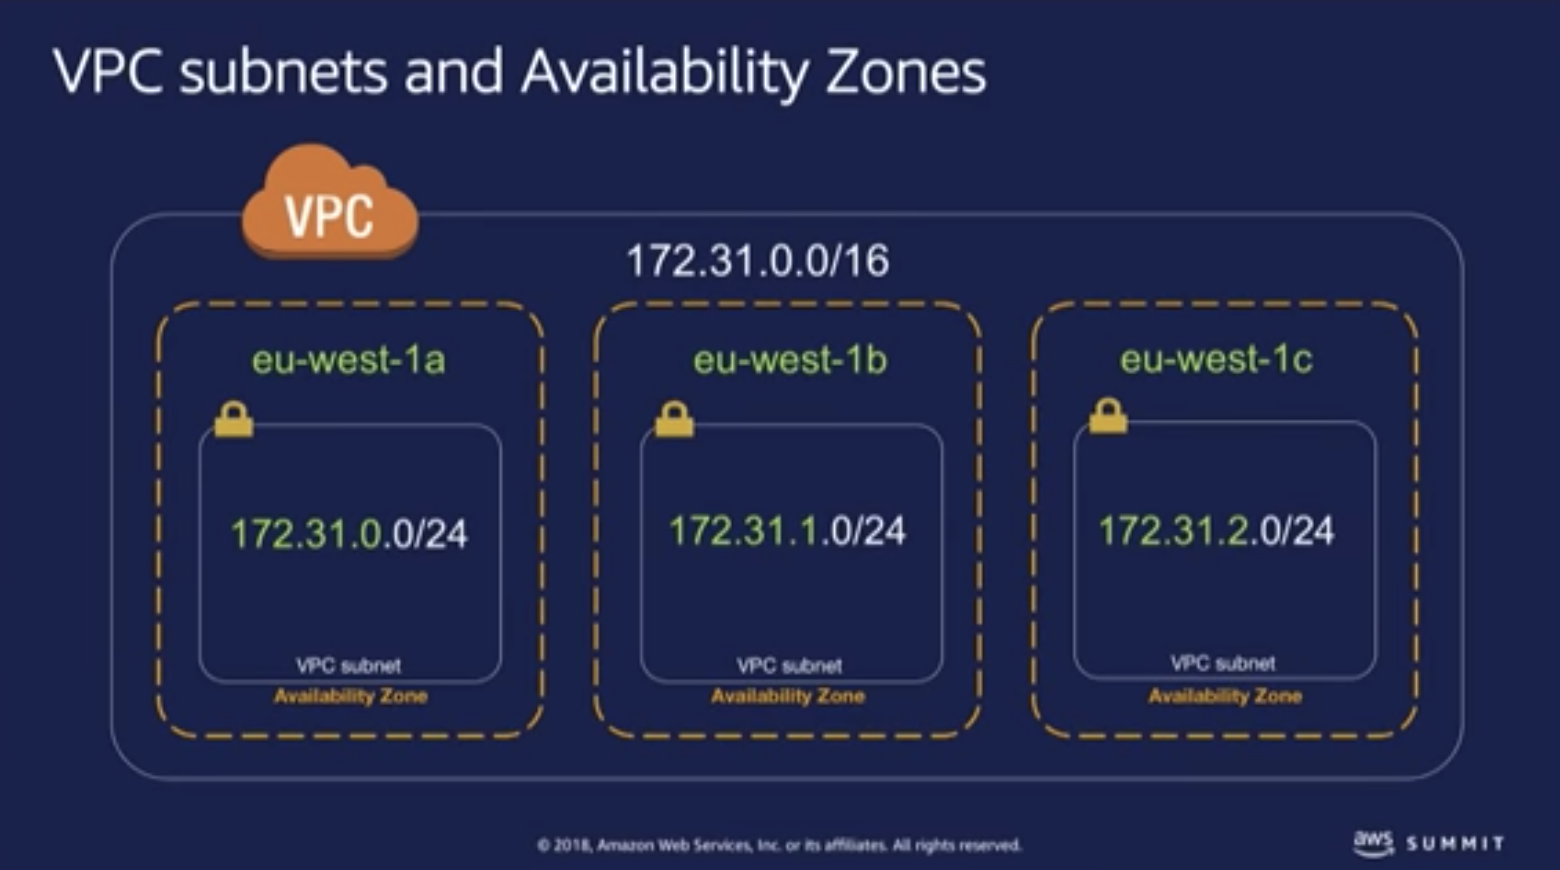 VPC subnets and Availability Zones
VPC
172.31.0.0/16
eu-west-1a
172.31.0.0/24
VPC subnet
Availability Zone
eu-west-1b
172.31.1.0/24
VPC subnet
Availability Zone
eu-west-1c
172.31.2.0/24
VPC subnet
Availability Zone
© 2018, Amazon Web Services, Inc. or its affiliates. All rights reserved.
aws SUMMIT